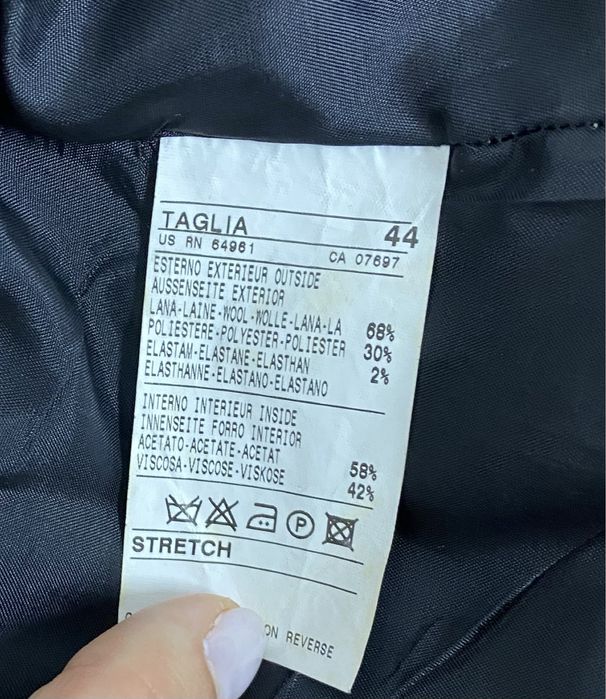 TAGLIA 44
US RN 64961 CA 07697
ESTERNO EXTERIEUR OUTSIDE
AUSSENSEITE EXTERIOR
LANA-LAINE-WOOL-WOLLE-LANA-LA 68%
POLIESTERE-POLYESTER-POLIESTER 30%
ELASTAM-ELASTANE-ELASTHAN
ELASTHANNE-ELASTANO-ELASTANO 2%
INTERNO INTERIEUR INSIDE
INNENSEITE FORRO INTERIOR
ACETATO-ACETATE-ACETAT 58%
VISCOSA-VISCOSE-VISKOSE 42%
P
STRETCH
ON REVERSE